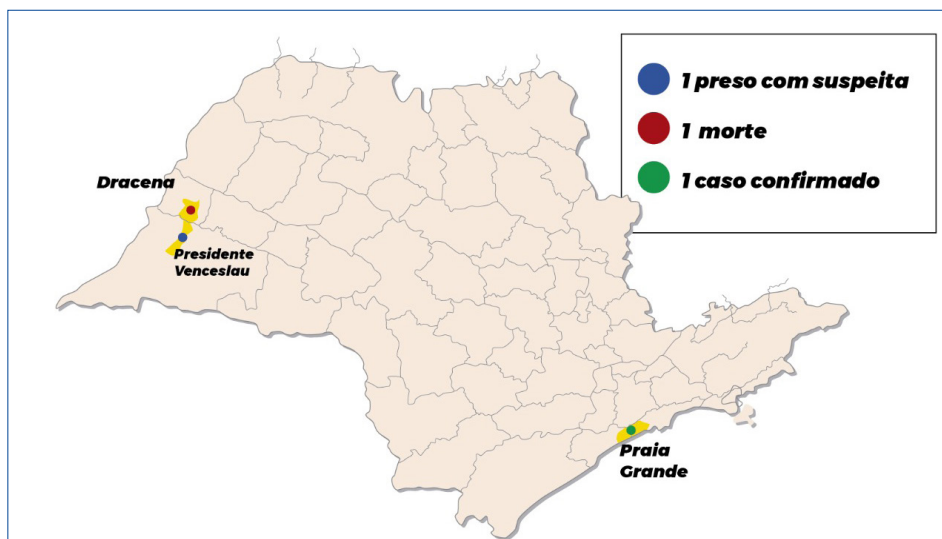 1 preso com suspeita
1 morte
1 caso confirmado
Dracena
Presidente
Venceslau
Praia
Grande